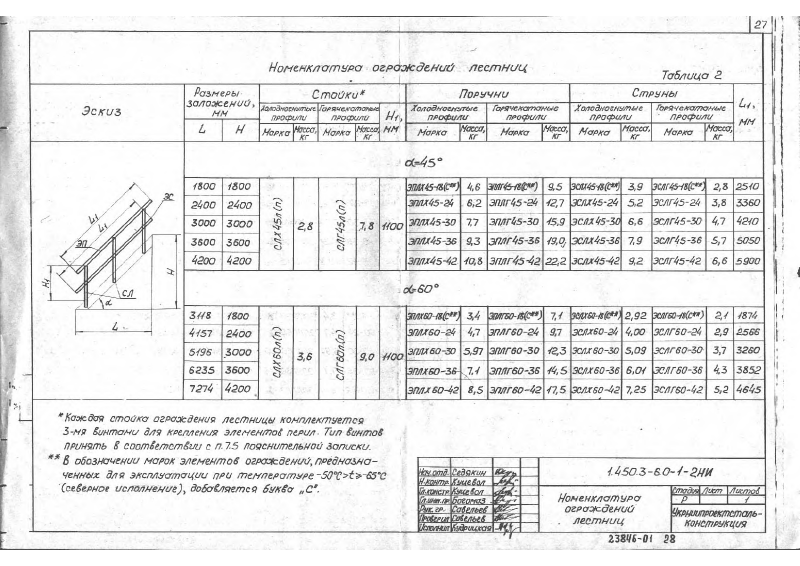 27
Номенклатура ограждений лестниц
Таблица 2
Эскиз
Размеры заложений, мм
Стойки*
Поручни
Струны
L1, мм
Холодногнутые профили
Горячекатаные профили
H1, мм
Холодногнутые профили
Горячекатаные профили
Холодногнутые профили
Горячекатаные профили
L H Марка Масса, кг Марка Масса, кг Марка Масса, кг Марка Масса, кг Марка Масса, кг Марка Масса, кг
α=45°
1800 1800 ЭПЛХ45-18(С**) 4,6 ЭПЛГ45-18(С**) 9,5 ЭСЛХ45-18(С**) 3,9 ЭСЛГ45-18(С**) 2,8 2510
2400 2400 ЭПЛХ45-24 6,2 ЭПЛГ45-24 12,7 ЭСЛХ45-24 5.2 ЭСЛГ45-24 3,8 3360
3000 3000 СЛХ45л(п) 2,8 СЛГ45л(п) 7,8 1100 ЭПЛХ45-30 7.7 ЭПЛГ45-30 15,9 ЭСЛХ45-30 6.6 ЭСЛГ45-30 4,7 4210
3600 3600 ЭПЛХ45-36 9,3 ЭПЛГ45-36 19,0 ЭСЛХ45-36 7,9 ЭСЛГ45-36 5,7 5050
4200 4200 ЭПЛХ45-42 10,8 ЭПЛГ45-42 22,2 ЭСЛХ45-42 9,2 ЭСЛГ45-42 6,6 5900
α=60°
3118 1800 ЭПЛХ60-18(С**) 3,4 ЭПЛГ60-18(С**) 7,1 ЭСЛХ60-18(С**) 2,92 ЭСЛГ60-18(С**) 2,1 1874
4157 2400 ЭПЛХ60-24 4,7 ЭПЛГ60-24 9,7 ЭСЛХ60-24 4,00 ЭСЛГ60-24 2,9 2566
5196 3000 СЛХ60л(п) 3,6 СЛГ60л(п) 9,0 1100 ЭПЛХ60-30 5,97 ЭПЛГ60-30 12,3 ЭСЛХ60-30 5,09 ЭСЛГ60-30 3,7 3260
6235 3600 ЭПЛХ60-36 7.1 ЭПЛГ60-36 14,5 ЭСЛХ60-36 6,01 ЭСЛГ60-36 4,3 3852
7274 4200 ЭПЛХ60-42 8,5 ЭПЛГ60-42 17,5 ЭСЛХ60-42 7,25 ЭСЛГ60-42 5,2 4645
L1
L1
ЭС
ЭП
СЛ
H1
H
α
L
* Каждая стойка ограждения лестницы комплектуется
3-мя винтами для крепления элементов перил. Тип винтов
принять в соответствии с п.7.5 пояснительной записки.
** В обозначении марок элементов ограждений, предназна-
ченных для эксплуатации при температуре -50°С>t≥-65°С
(северное исполнение), добавляется буква „С".
Нач.отд. Седякин
Н.контр. Кушевол
Гл.констр Кушевол
Гл.инж.пр. Богомаз
Рук. гр. Савельев
Проверил Савельев
Исполнил Кудрицкая
1.450.3-6.0-1-2НИ
Номенклатура
ограждений
лестниц
Стадия Лист Листов
Р 1
Укрниипроектсталь-
конструкция
23846-01 28